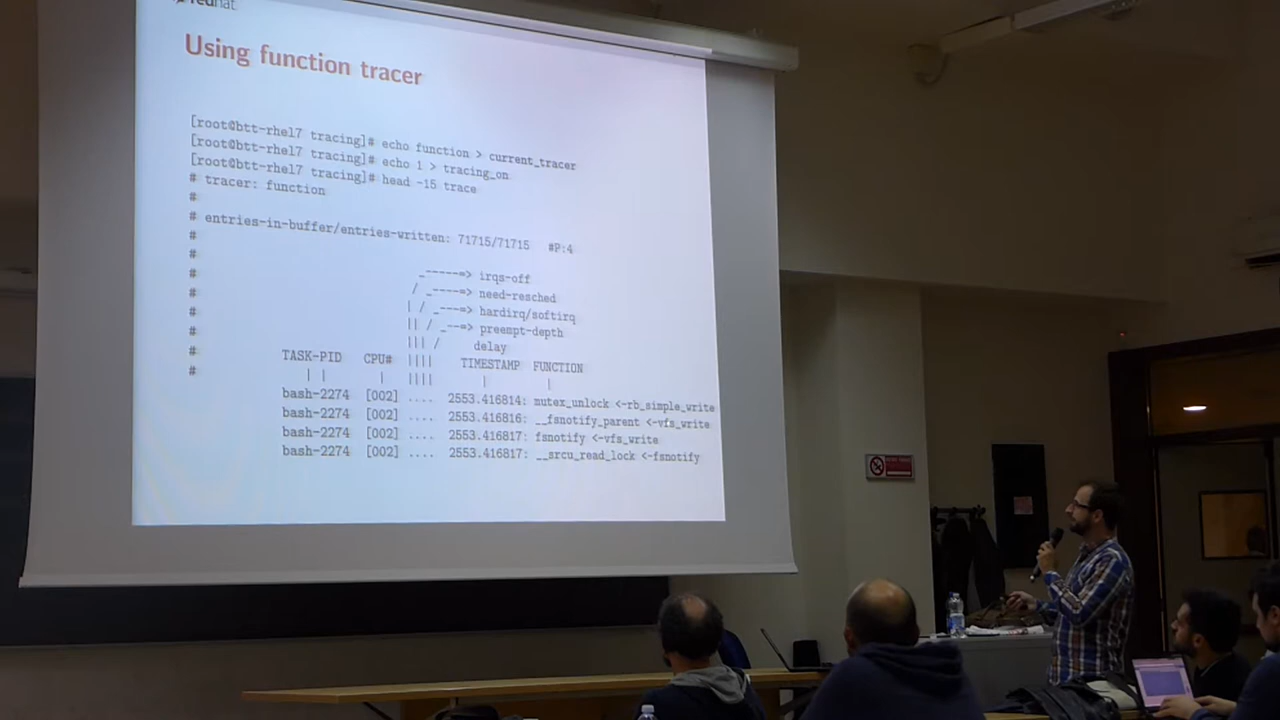 redhat.
Using function tracer
[root@btt-rhel7 tracing]# echo function > current_tracer
[root@btt-rhel7 tracing]# echo 1 > tracing_on
[root@btt-rhel7 tracing]# head -15 trace
# tracer: function
#
# entries-in-buffer/entries-written: 71715/71715   #P:4
#
#                 _-----=> irqs-off
#                / _----=> need-resched
#               | / _---=> hardirq/softirq
#               || / _--=> preempt-depth
#               ||| /     delay
#  TASK-PID   CPU#  ||||    TIMESTAMP  FUNCTION
#     | |       |   ||||       |         |
bash-2274  [002] .... 2553.416814: mutex_unlock <-rb_simple_write
bash-2274  [002] .... 2553.416816: __fsnotify_parent <-vfs_write
bash-2274  [002] .... 2553.416817: fsnotify <-vfs_write
bash-2274  [002] .... 2553.416817: __srcu_read_lock <-fsnotify